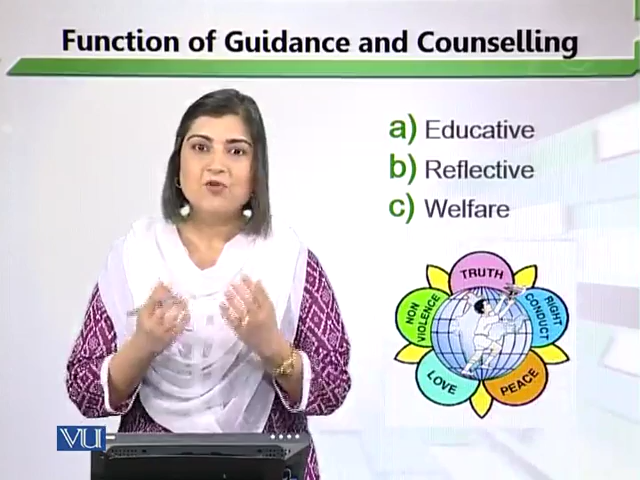 Function of Guidance and Counselling
a) Educative
b) Reflective
c) Welfare
TRUTH
NON VIOLENCE
RIGHT CONDUCT
LOVE
PEACE
VU